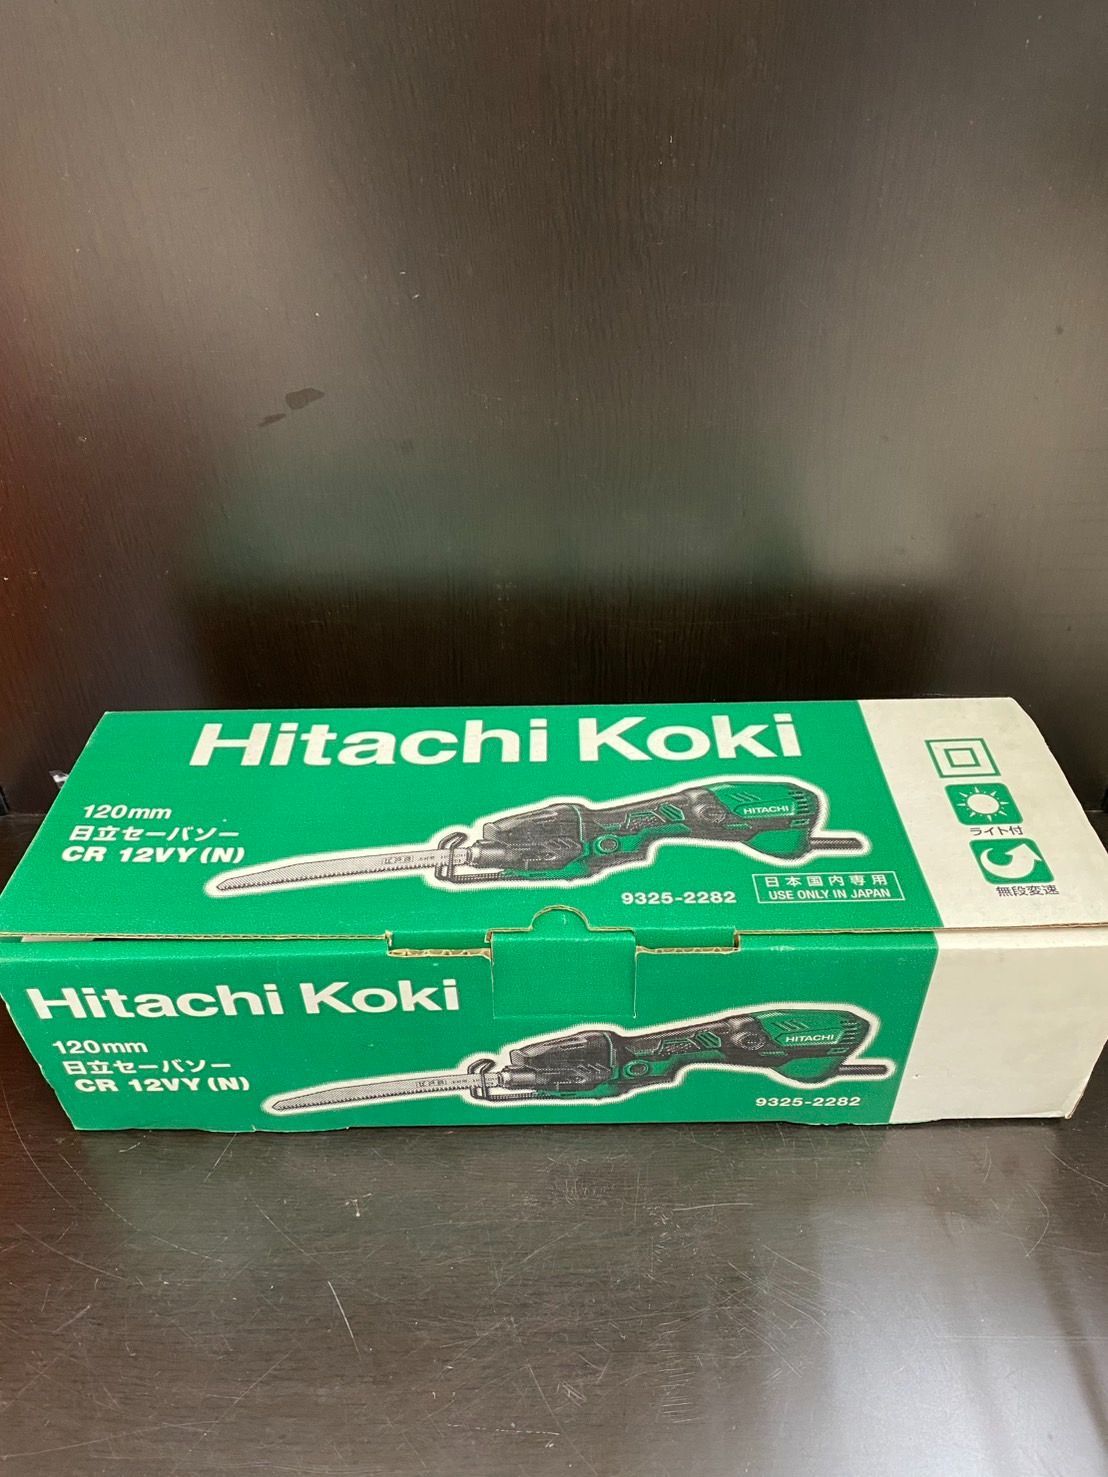 Hitachi Koki
120mm
日立セーバソー
CR 12VY(N)
HITACHI
9325-2282
日本国内専用
USE ONLY IN JAPAN
ライト付
無段変速
Hitachi Koki
120mm
日立セーバソー
CR 12VY(N)
HITACHI
9325-2282